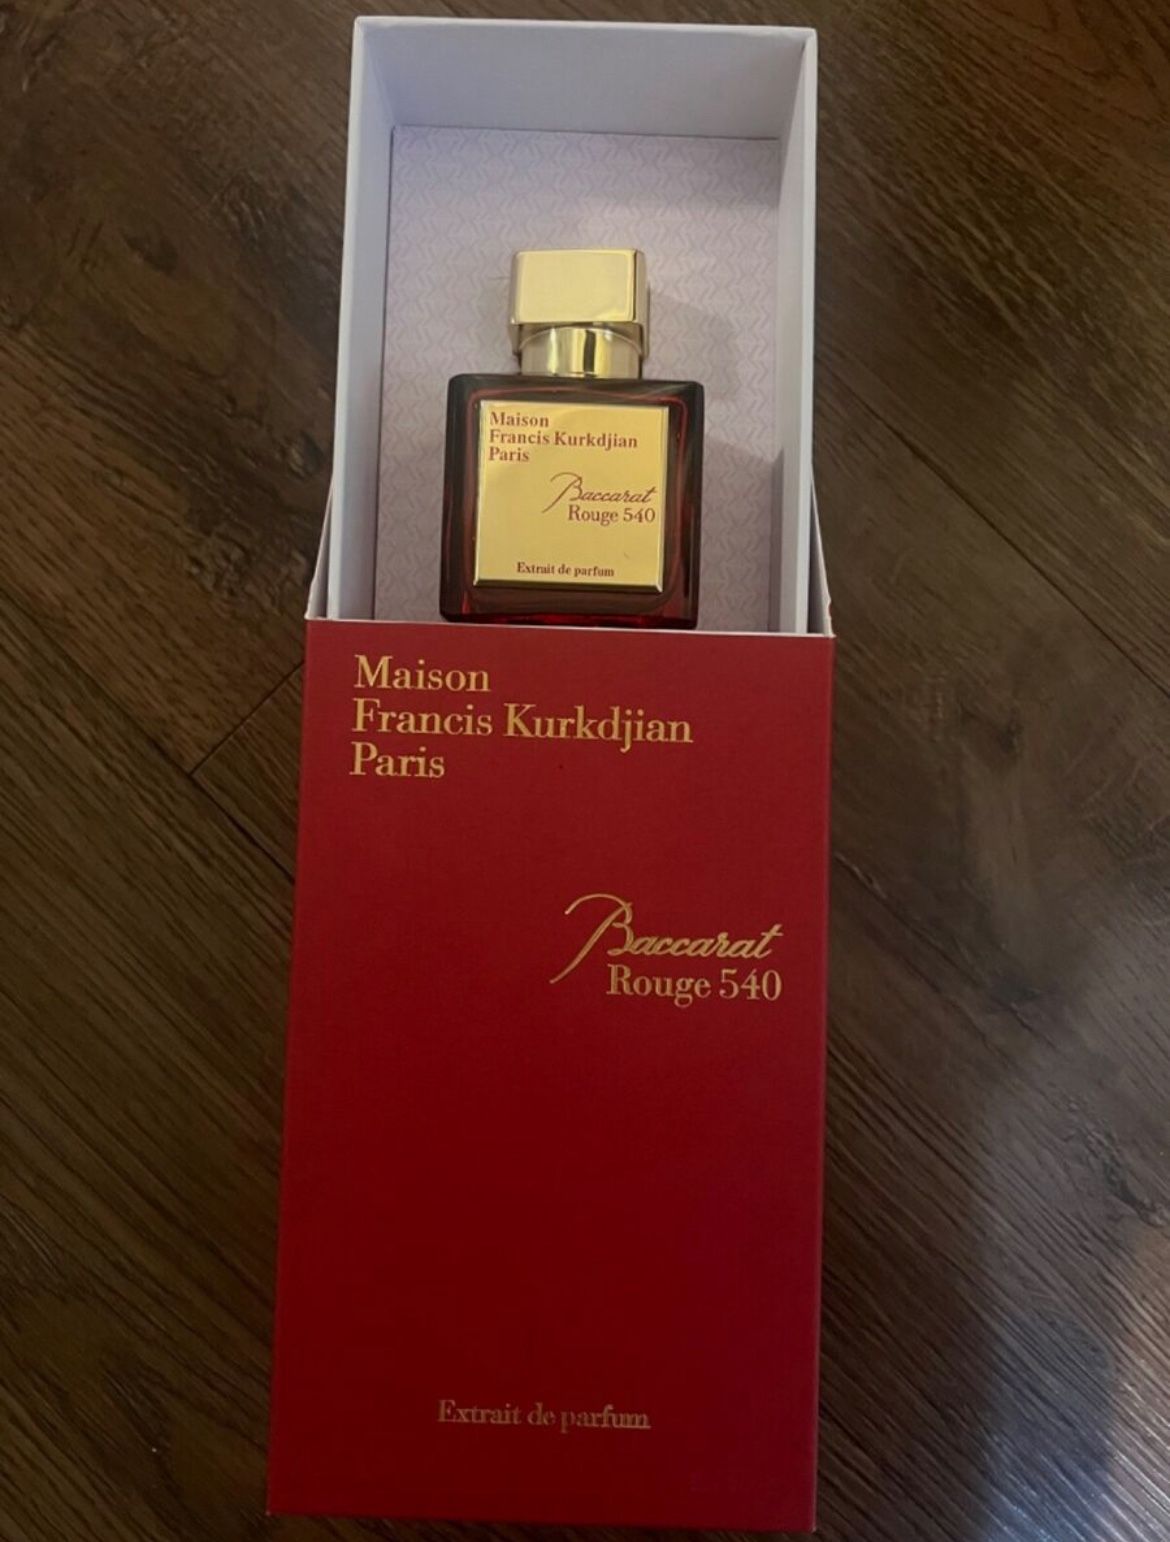 Maison
Francis Kurkdjian
Paris
Baccarat
Rouge 540
Extrait de parfum
Maison
Francis Kurkdjian
Paris
Baccarat
Rouge 540
Extrait de parfum